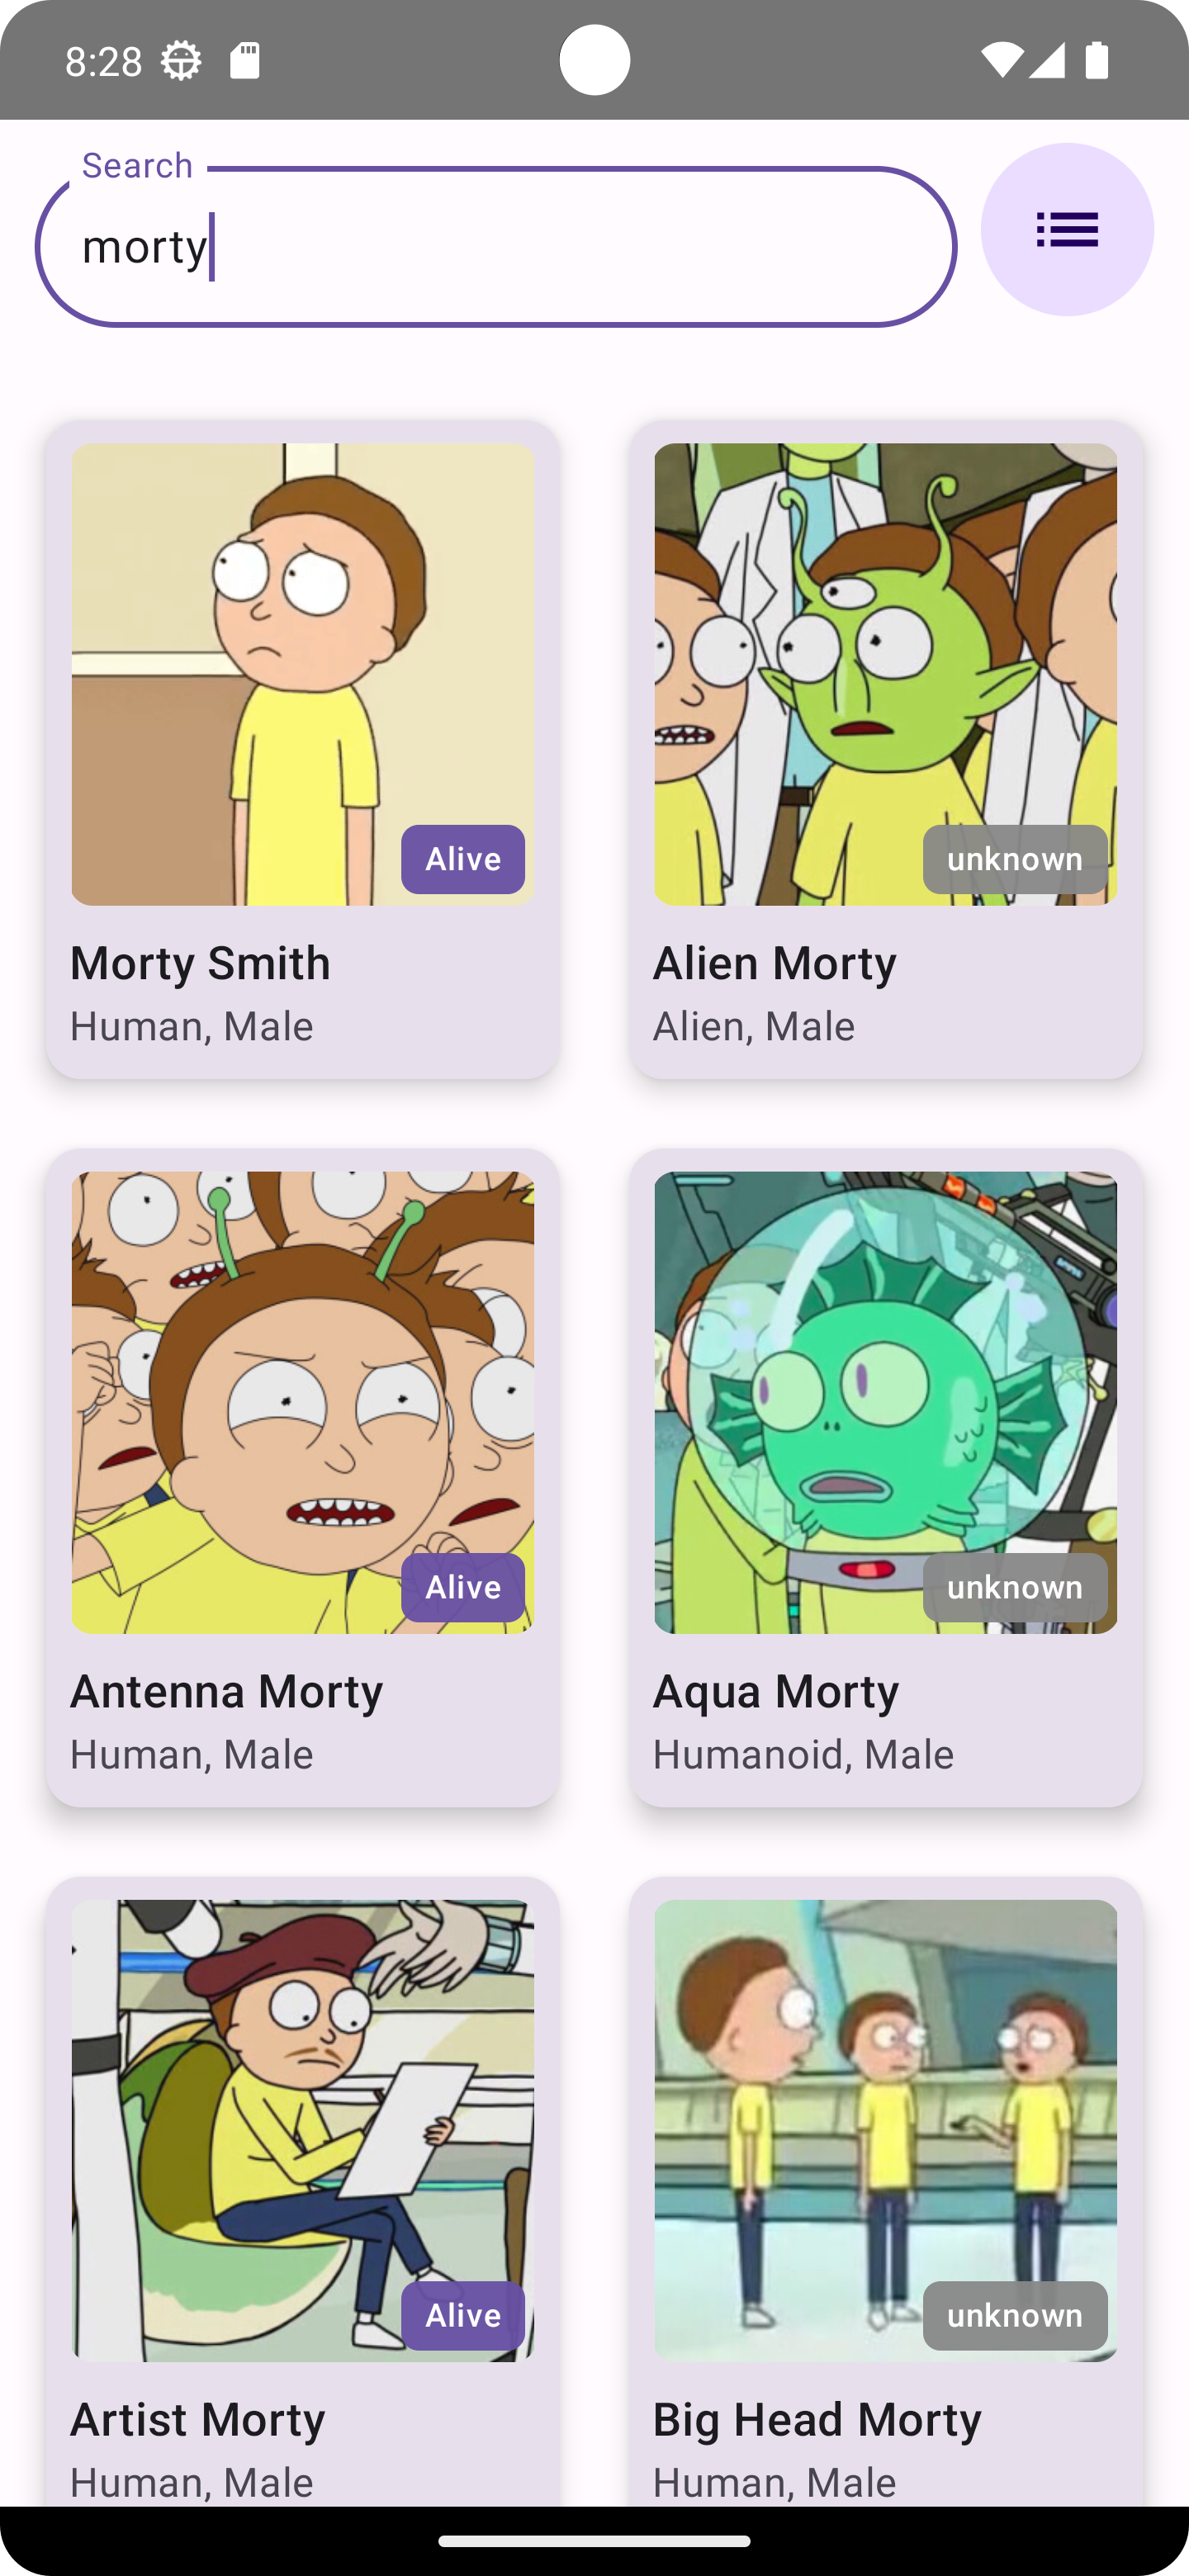 8:28
Search
morty
Alive
unknown
Morty Smith
Alien Morty
Human, Male
Alien, Male
Alive
unknown
Antenna Morty
Aqua Morty
Human, Male
Humanoid, Male
Alive
unknown
Artist Morty
Big Head Morty
Human, Male
Human, Male